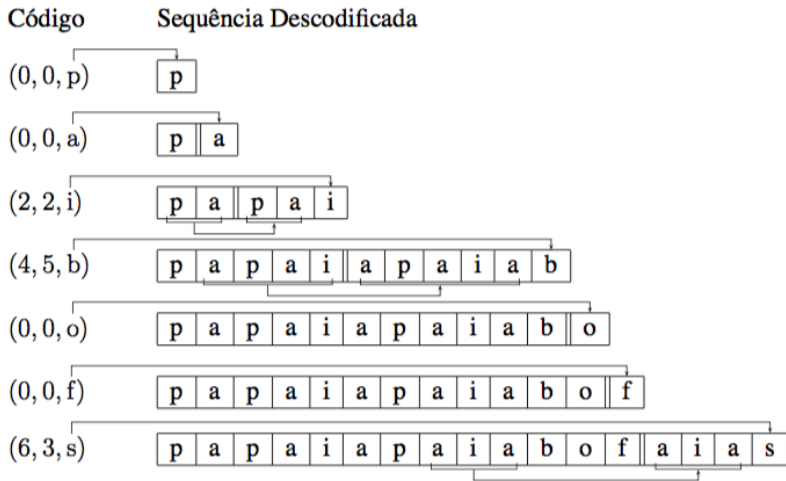 Código Sequência Descodificada
(0, 0, p) p
(0, 0, a) p a
(2, 2, i) p a p a i
(4, 5, b) p a p a i a p a i a b
(0, 0, o) p a p a i a p a i a b o
(0, 0, f) p a p a i a p a i a b o f
(6, 3, s) p a p a i a p a i a b o f a i a s